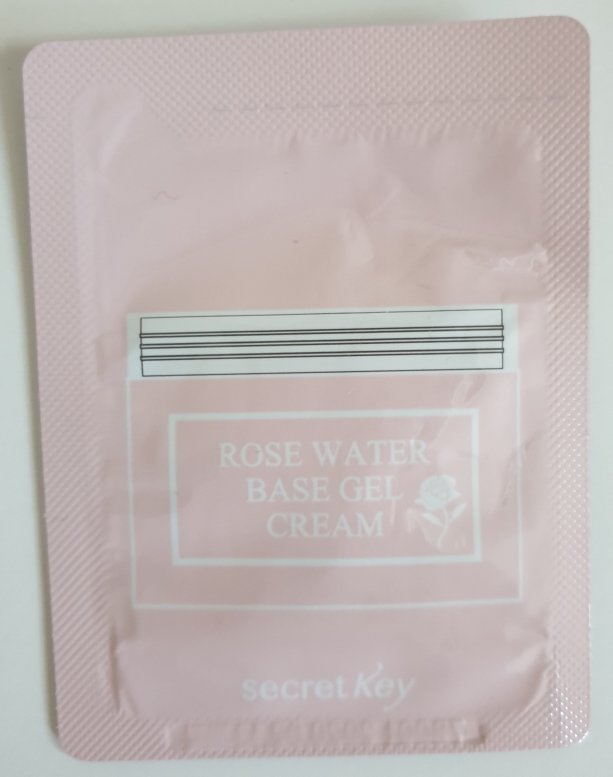 ROSE WATER
BASE GEL
CREAM
secret Key